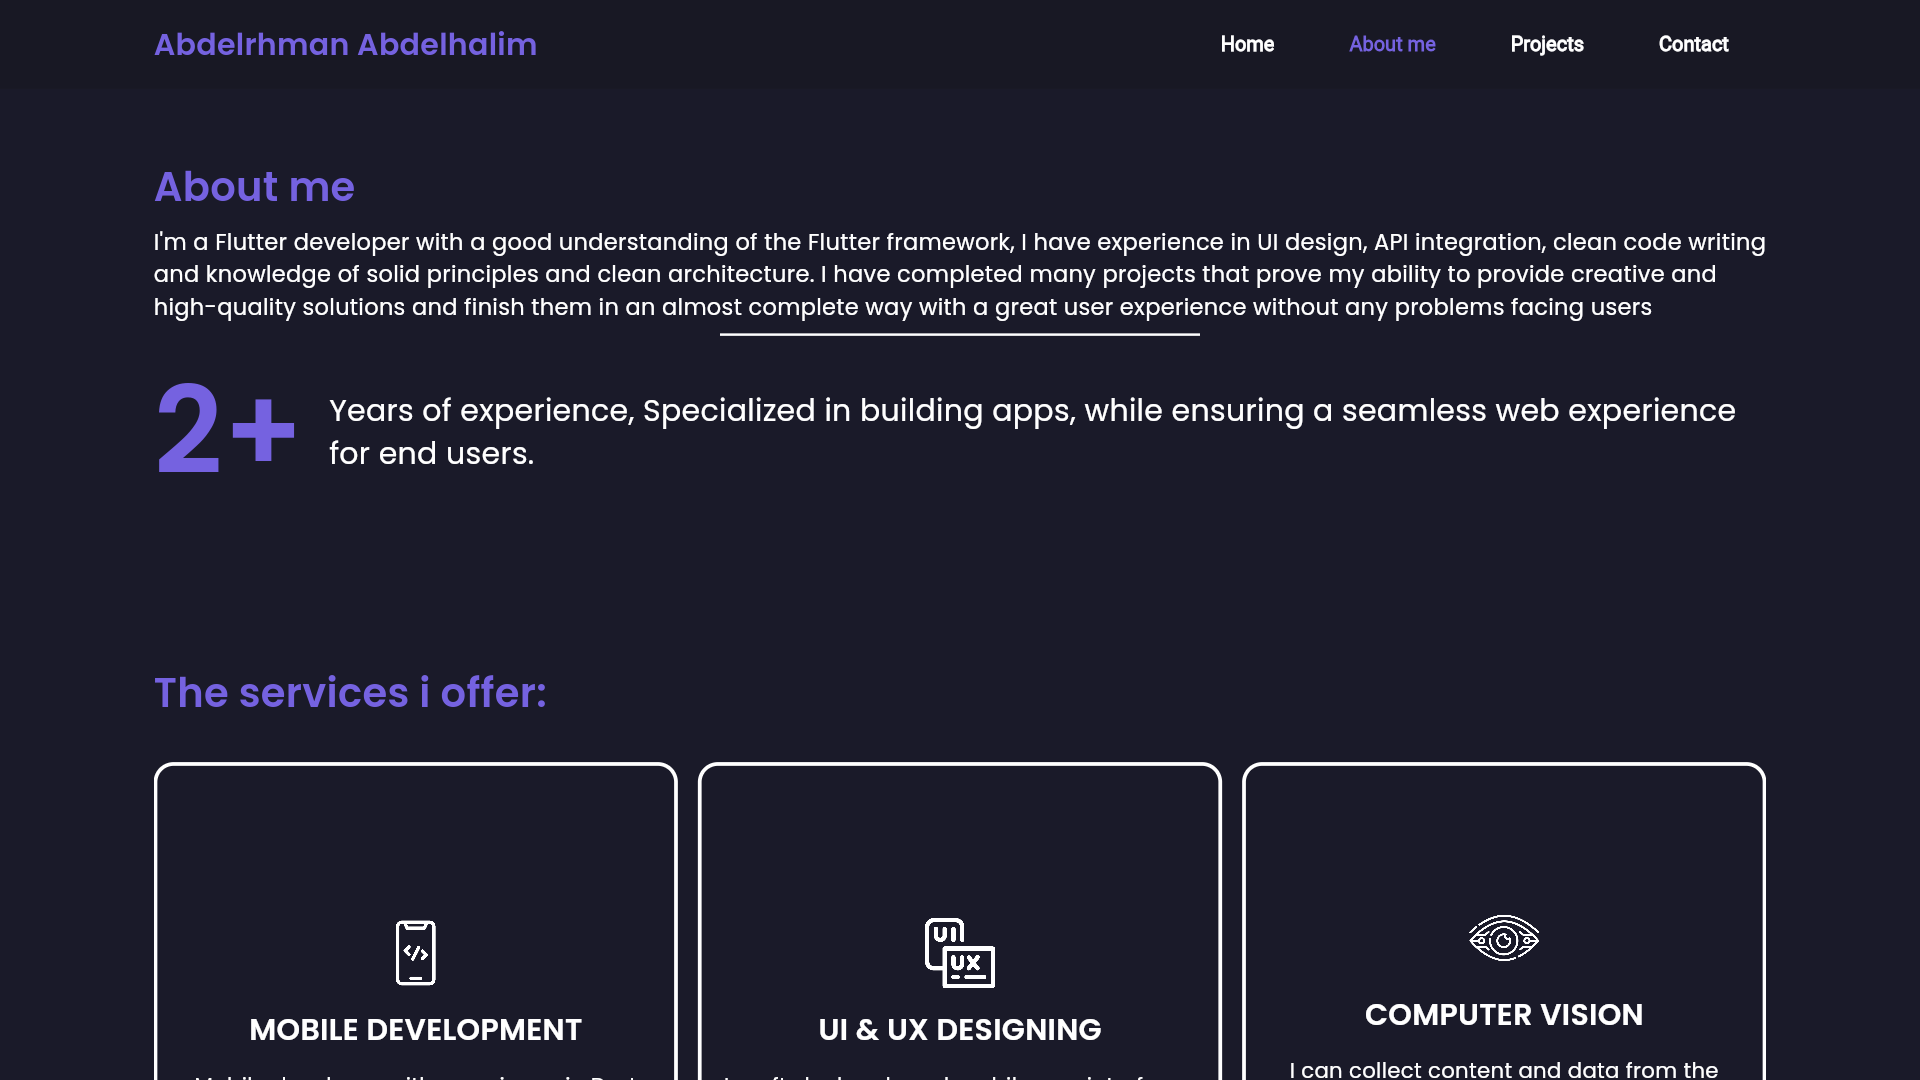 Abdelrhman Abdelhalim
Home
About me
Projects
Contact
About me
I'm a Flutter developer with a good understanding of the Flutter framework, I have experience in UI design, API integration, clean code writing
and knowledge of solid principles and clean architecture. I have completed many projects that prove my ability to provide creative and
high-quality solutions and finish them in an almost complete way with a great user experience without any problems facing users
2+
Years of experience, Specialized in building apps, while ensuring a seamless web experience
for end users.
The services i offer:
UI
UX
MOBILE DEVELOPMENT
UI & UX DESIGNING
COMPUTER VISION
I can collect content and data from the